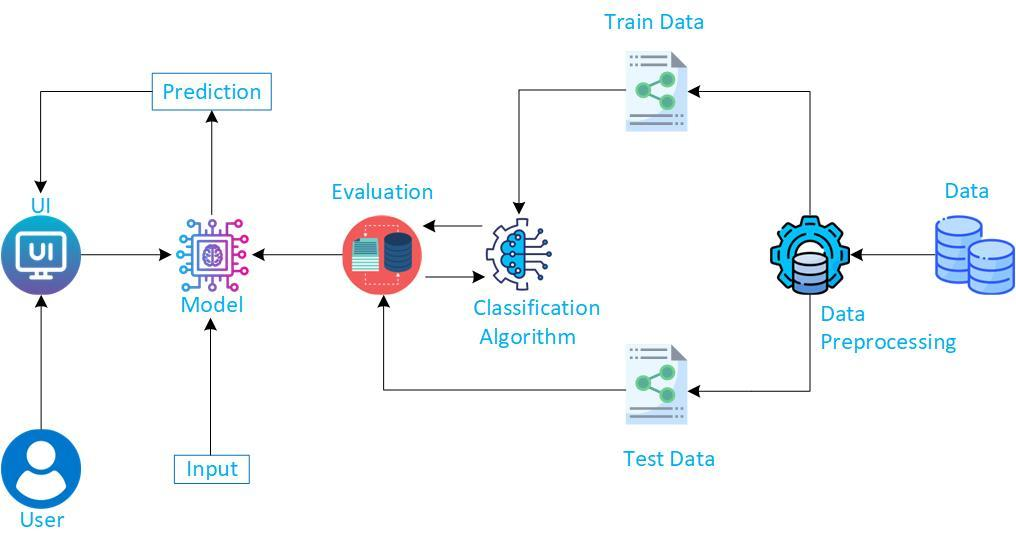 Train Data
Prediction
Evaluation
Data
UI
UI
Model
Classification
Algorithm
Data
Preprocessing
Test Data
Input
User